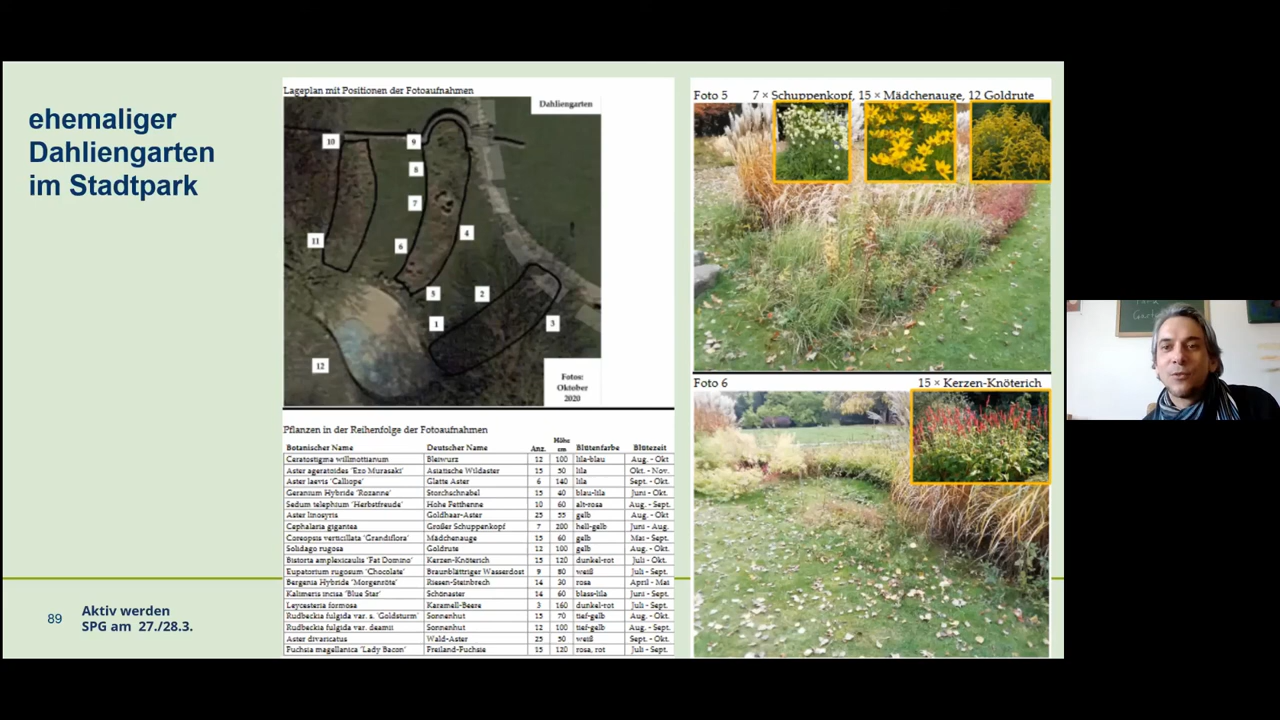 ehemaliger
Dahliengarten
im Stadtpark
Lageplan mit Positionen der Fotoaufnahmen
Dahliengarten
10
9
8
7
11
6
4
5
2
1
3
12
Fotos:
Oktober
2020
Pflanzen in der Reihenfolge der Fotoaufnahmen
Botanischer Name Deutscher Name Anz. Höhe cm Blütenfarbe Blütezeit
Ceratostigma willmottianum Bleiwurz 12 100 lila-blau Aug. - Okt
Aster ageratoides 'Ezo Murasaki' Asiatische Wildaster 15 50 lila Okt. - Nov.
Aster laevis 'Calliope' Glatte Aster 6 140 lila Sept. - Okt.
Geranium Hybride 'Rozanne' Storchschnabel 15 40 blau-lila Juni - Okt.
Sedum telephium 'Herbstfreude' Hohe Fetthenne 10 60 alt-rosa Aug. - Sept.
Aster linosyris Goldhaar-Aster 25 55 gelb Aug. - Okt
Cephalaria gigantea Großer Schuppenkopf 7 200 hell-gelb Juni - Aug.
Coreopsis verticillata 'Grandiflora' Mädchenauge 15 60 gelb Mai - Sept.
Solidago rugosa Goldrute 12 100 gelb Aug. - Okt.
Bistorta amplexicaulis 'Fat Domino' Kerzen-Knöterich 15 120 dunkel-rot Juli - Okt.
Eupatorium rugosum 'Chocolate' Braunblättriger Wasserdost 9 80 weiß Juli - Sept.
Bergenia Hybride 'Morgenröte' Riesen-Steinbrech 14 30 rosa April - Mai
Kalimeris incisa 'Blue Star' Schönaster 14 60 blass-lila Juni - Sept.
Leycesteria formosa Karamell-Beere 3 160 dunkel-rot Juli - Sept.
Rudbeckia fulgida var. s. 'Goldsturm' Sonnenhut 15 70 tief-gelb Aug. - Okt.
Rudbeckia fulgida var. deamii Sonnenhut 12 100 tief-gelb Aug. - Sept.
Aster divaricatus Wald-Aster 25 50 weiß Sept. - Okt.
Fuchsia magellanica 'Lady Bacon' Freiland-Fuchsie 15 120 rosa, rot Juli - Sept.
Foto 5 7 × Schuppenkopf, 15 × Mädchenauge, 12 Goldrute
Foto 6 15 × Kerzen-Knöterich
89
Aktiv werden
SPG am 27./28.3.